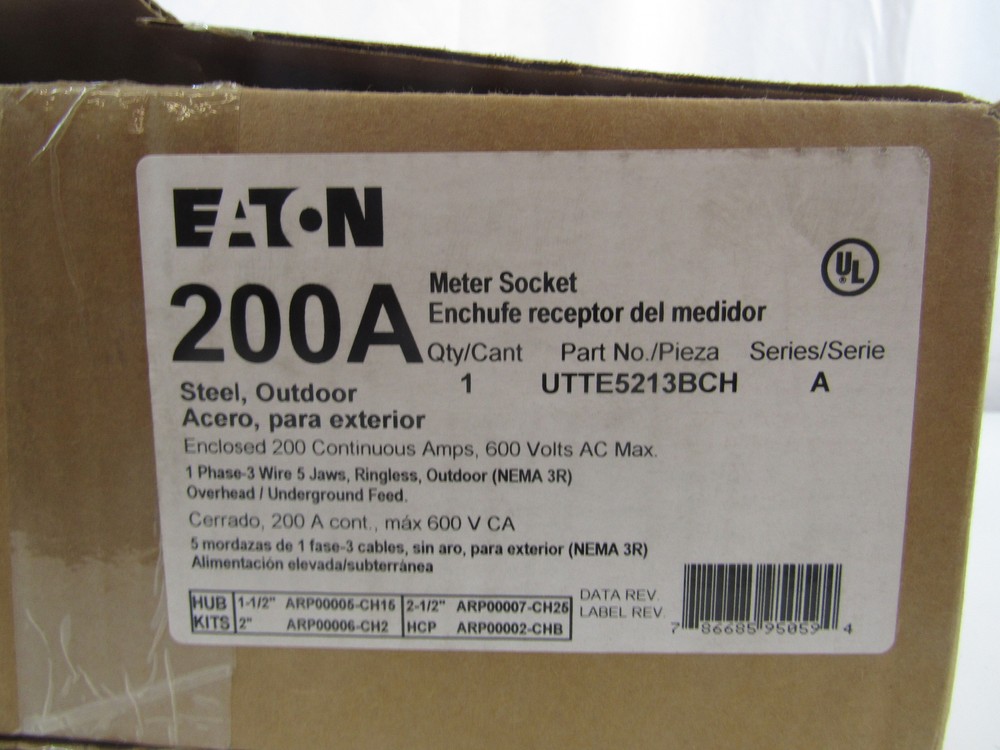 EATON
200A
Meter Socket
Enchufe receptor del medidor
UL
Qty/Cant Part No./Pieza Series/Serie
1 UTTE5213BCH A
Steel, Outdoor
Acero, para exterior
Enclosed 200 Continuous Amps, 600 Volts AC Max.
1 Phase-3 Wire 5 Jaws, Ringless, Outdoor (NEMA 3R)
Overhead / Underground Feed.
Cerrado, 200 A cont., máx 600 V CA
5 mordazas de 1 fase-3 cables, sin aro, para exterior (NEMA 3R)
Alimentación elevada/subterránea
HUB 1-1/2" ARP00005-CH15 2-1/2" ARP00007-CH25
KITS 2" ARP00006-CH2 HCP ARP00002-CHB
DATA REV.
LABEL REV.
7 86685 95059 4